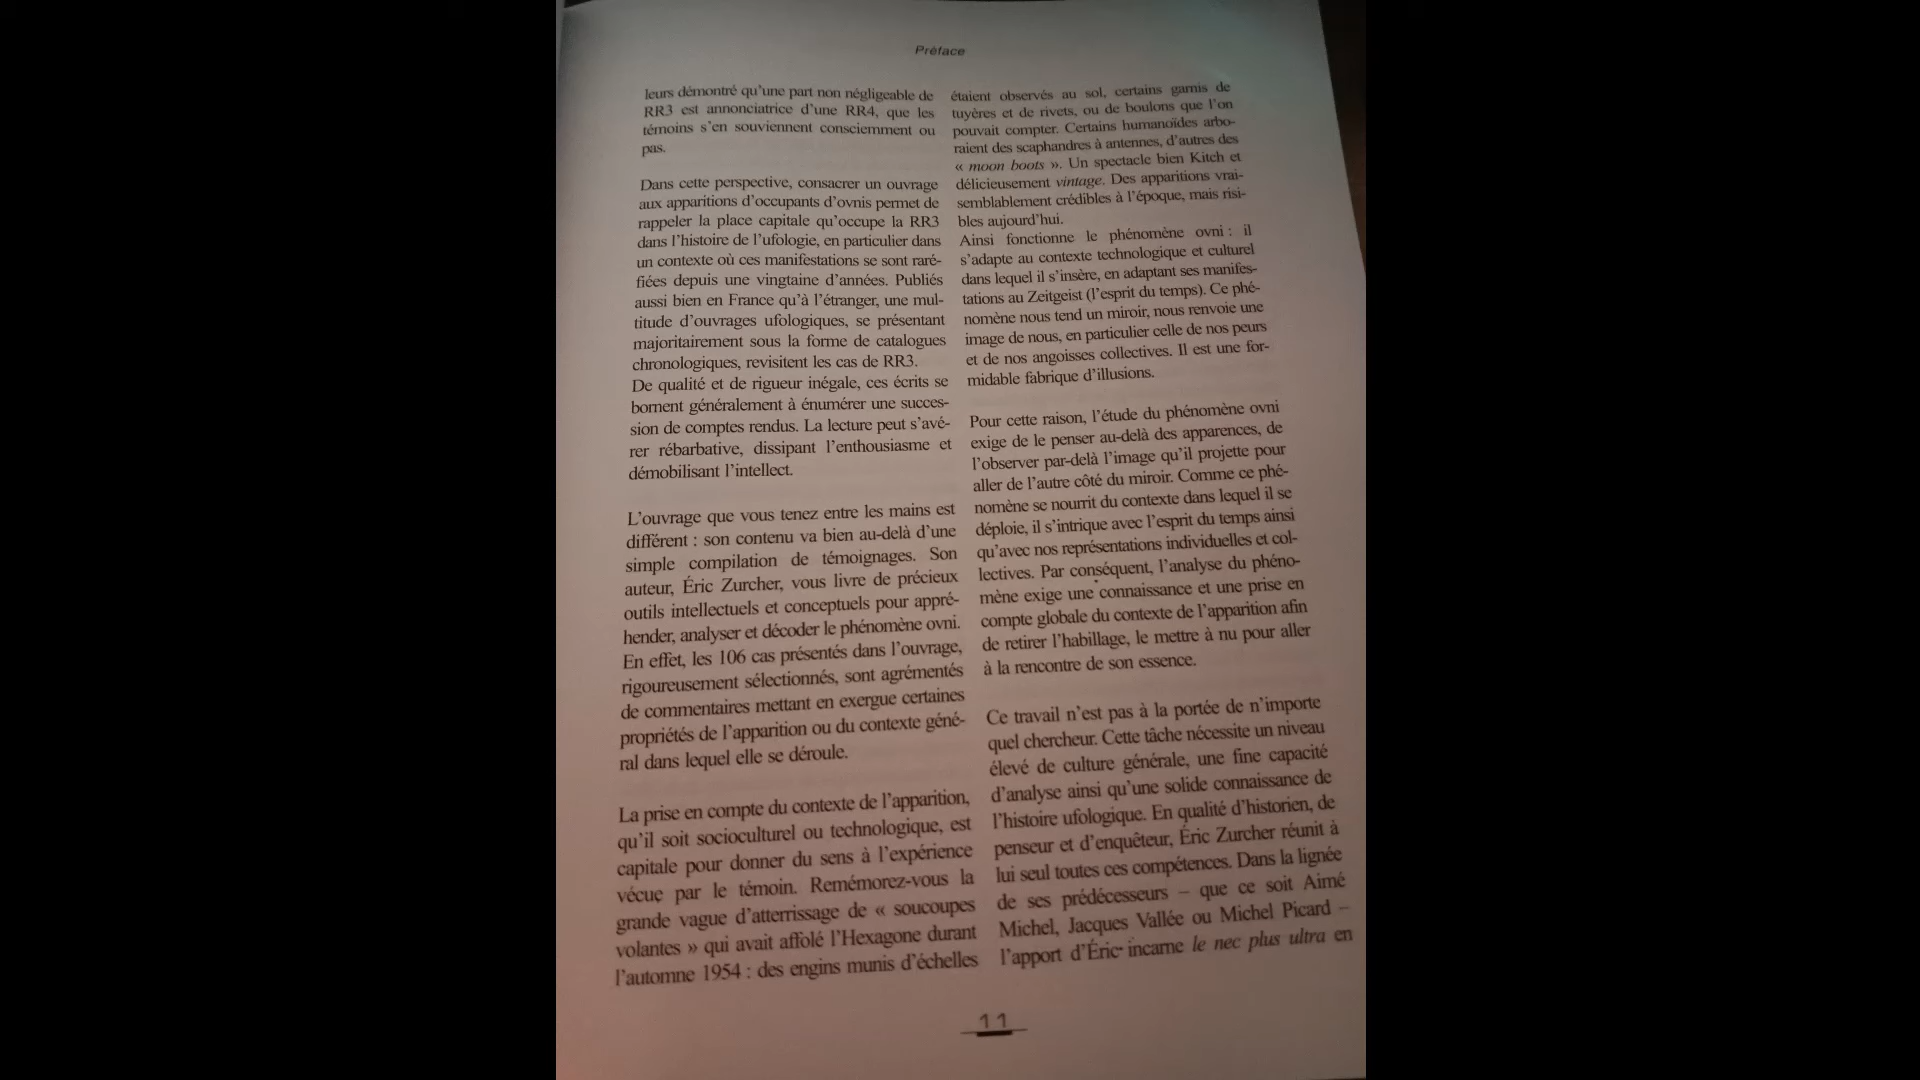 Préface
leurs démontré qu'une part non négligeable de
RR3 est annonciatrice d'une RR4, que les
témoins s'en souviennent consciemment ou
pas.
Dans cette perspective, consacrer un ouvrage
aux apparitions d'occupants d'ovnis permet de
rappeler la place capitale qu'occupe la RR3
dans l'histoire de l'ufologie, en particulier dans
un contexte où ces manifestations se sont raré-
fiées depuis une vingtaine d'années. Publiés
aussi bien en France qu'à l'étranger, une mul-
titude d'ouvrages ufologiques, se présentant
majoritairement sous la forme de catalogues
chronologiques, revisitent les cas de RR3.
De qualité et de rigueur inégale, ces écrits se
bornent généralement à énumérer une succes-
sion de comptes rendus. La lecture peut s'avé-
rer rébarbative, dissipant l'enthousiasme et
démobilisant l'intellect.
L'ouvrage que vous tenez entre les mains est
différent : son contenu va bien au-delà d'une
simple compilation de témoignages. Son
auteur, Éric Zurcher, vous livre de précieux
outils intellectuels et conceptuels pour appré-
hender, analyser et décoder le phénomène ovni.
En effet, les 106 cas présentés dans l'ouvrage,
rigoureusement sélectionnés, sont agrémentés
de commentaires mettant en exergue certaines
propriétés de l'apparition ou du contexte géné-
ral dans lequel elle se déroule.
La prise en compte du contexte de l'apparition,
qu'il soit socioculturel ou technologique, est
capitale pour donner du sens à l'expérience
vécue par le témoin. Remémorez-vous la
grande vague d'atterrissage de « soucoupes
volantes » qui avait affolé l'Hexagone durant
l'automne 1954 : des engins munis d'échelles
étaient observés au sol, certains garnis de
tuyères et de rivets, ou de boulons que l'on
pouvait compter. Certains humanoïdes arbo-
raient des scaphandres à antennes, d'autres des
« moon boots ». Un spectacle bien Kitch et
délicieusement vintage. Des apparitions vrai-
semblablement crédibles à l'époque, mais risi-
bles aujourd'hui.
Ainsi fonctionne le phénomène ovni : il
s'adapte au contexte technologique et culturel
dans lequel il s'insère, en adaptant ses manifes-
tations au Zeitgeist (l'esprit du temps). Ce phé-
nomène nous tend un miroir, nous renvoie une
image de nous, en particulier celle de nos peurs
et de nos angoisses collectives. Il est une for-
midable fabrique d'illusions.
Pour cette raison, l'étude du phénomène ovni
exige de le penser au-delà des apparences, de
l'observer par-delà l'image qu'il projette pour
aller de l'autre côté du miroir. Comme ce phé-
nomène se nourrit du contexte dans lequel il se
déploie, il s'intrique avec l'esprit du temps ainsi
qu'avec nos représentations individuelles et col-
lectives. Par conséquent, l'analyse du phéno-
mène exige une connaissance et une prise en
compte globale du contexte de l'apparition afin
de retirer l'habillage, le mettre à nu pour aller
à la rencontre de son essence.
Ce travail n'est pas à la portée de n'importe
quel chercheur. Cette tâche nécessite un niveau
élevé de culture générale, une fine capacité
d'analyse ainsi qu'une solide connaissance de
l'histoire ufologique. En qualité d'historien, de
penseur et d'enquêteur, Éric Zurcher réunit à
lui seul toutes ces compétences. Dans la lignée
de ses prédécesseurs – que ce soit Aimé
Michel, Jacques Vallée ou Michel Picard –
l'apport d'Éric incarne le nec plus ultra en
11